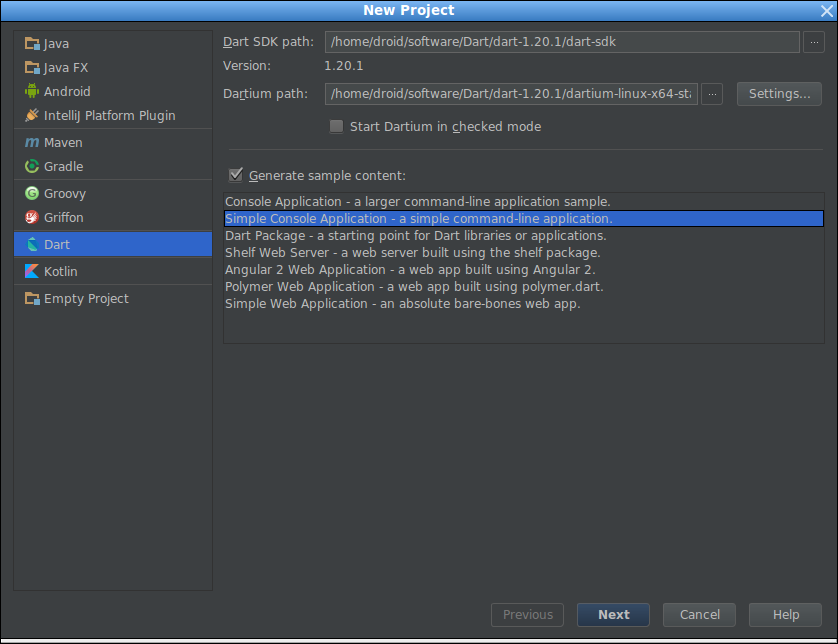 New Project
Java
Java FX
Android
IntelliJ Platform Plugin
Maven
Gradle
Groovy
Griffon
Dart
Kotlin
Empty Project
Dart SDK path: /home/droid/software/Dart/dart-1.20.1/dart-sdk ...
Version: 1.20.1
Dartium path: /home/droid/software/Dart/dart-1.20.1/dartium-linux-x64-sta ... Settings...
Start Dartium in checked mode
Generate sample content:
Console Application - a larger command-line application sample.
Simple Console Application - a simple command-line application.
Dart Package - a starting point for Dart libraries or applications.
Shelf Web Server - a web server built using the shelf package.
Angular 2 Web Application - a web app built using Angular 2.
Polymer Web Application - a web app built using polymer.dart.
Simple Web Application - an absolute bare-bones web app.
Previous Next Cancel Help